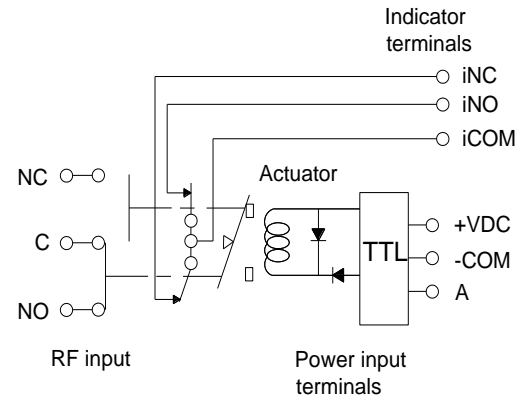 Indicator
terminals
iNC
iNO
iCOM
Actuator
NC
C
NO
TTL
+VDC
-COM
A
RF input
Power input
terminals